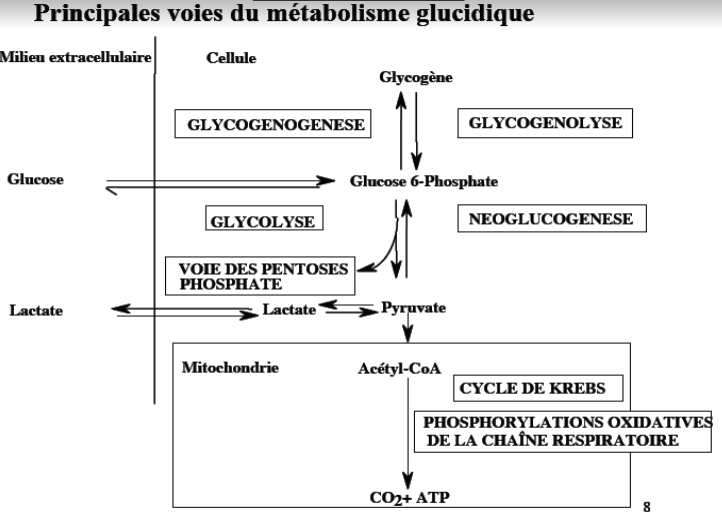 Principales voies du métabolisme glucidique
Milieu extracellulaire
Cellule
Glycogène
GLYCOGENOGENESE
GLYCOGENOLYSE
Glucose
Glucose 6-Phosphate
GLYCOLYSE
NEOGLUCOGENESE
VOIE DES PENTOSES
PHOSPHATE
Lactate
Lactate
Pyruvate
Mitochondrie
Acétyl-CoA
CYCLE DE KREBS
PHOSPHORYLATIONS OXIDATIVES
DE LA CHAÎNE RESPIRATOIRE
CO2+ ATP
8